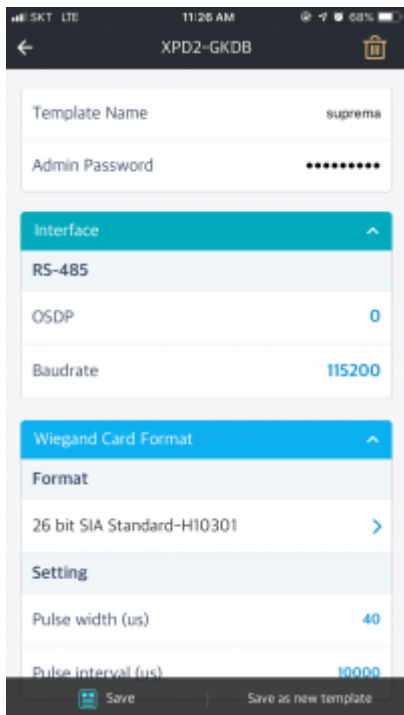 SKT LTE 11:26 AM 68%
XPD2-GKDB
Template Name suprema
Admin Password •••••••••
Interface
RS-485
OSDP 0
Baudrate 115200
Wiegand Card Format
Format
26 bit SIA Standard-H10301
Setting
Pulse width (us) 40
Pulse interval (us) 10000
Save Save as new template